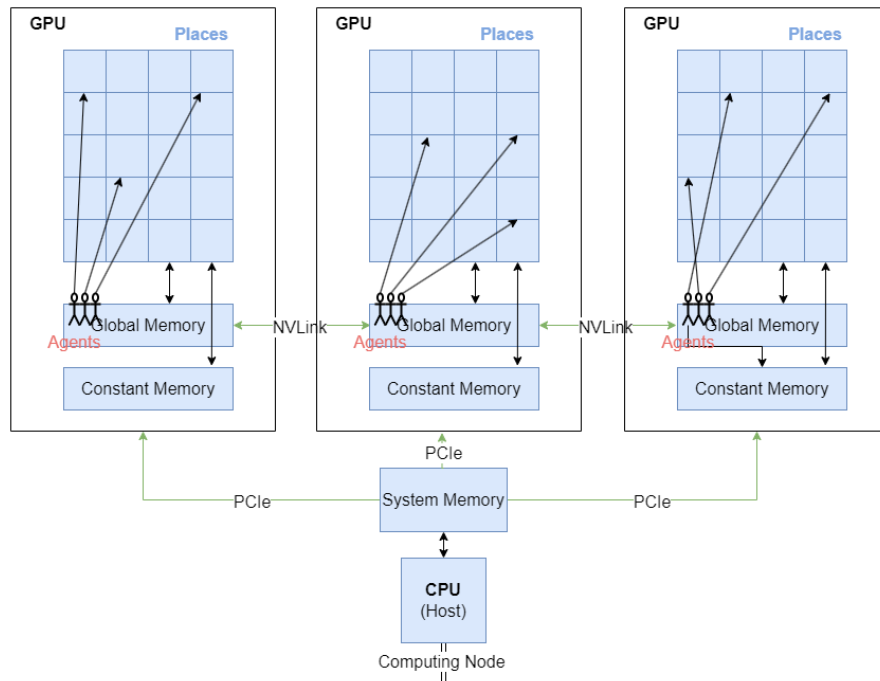 GPU
Places
GPU
Places
GPU
Places
Global Memory
NVLink
Global Memory
NVLink
Global Memory
Agents
Agents
Agents
Constant Memory
Constant Memory
Constant Memory
PCIe
PCIe
System Memory
PCIe
CPU
(Host)
Computing Node